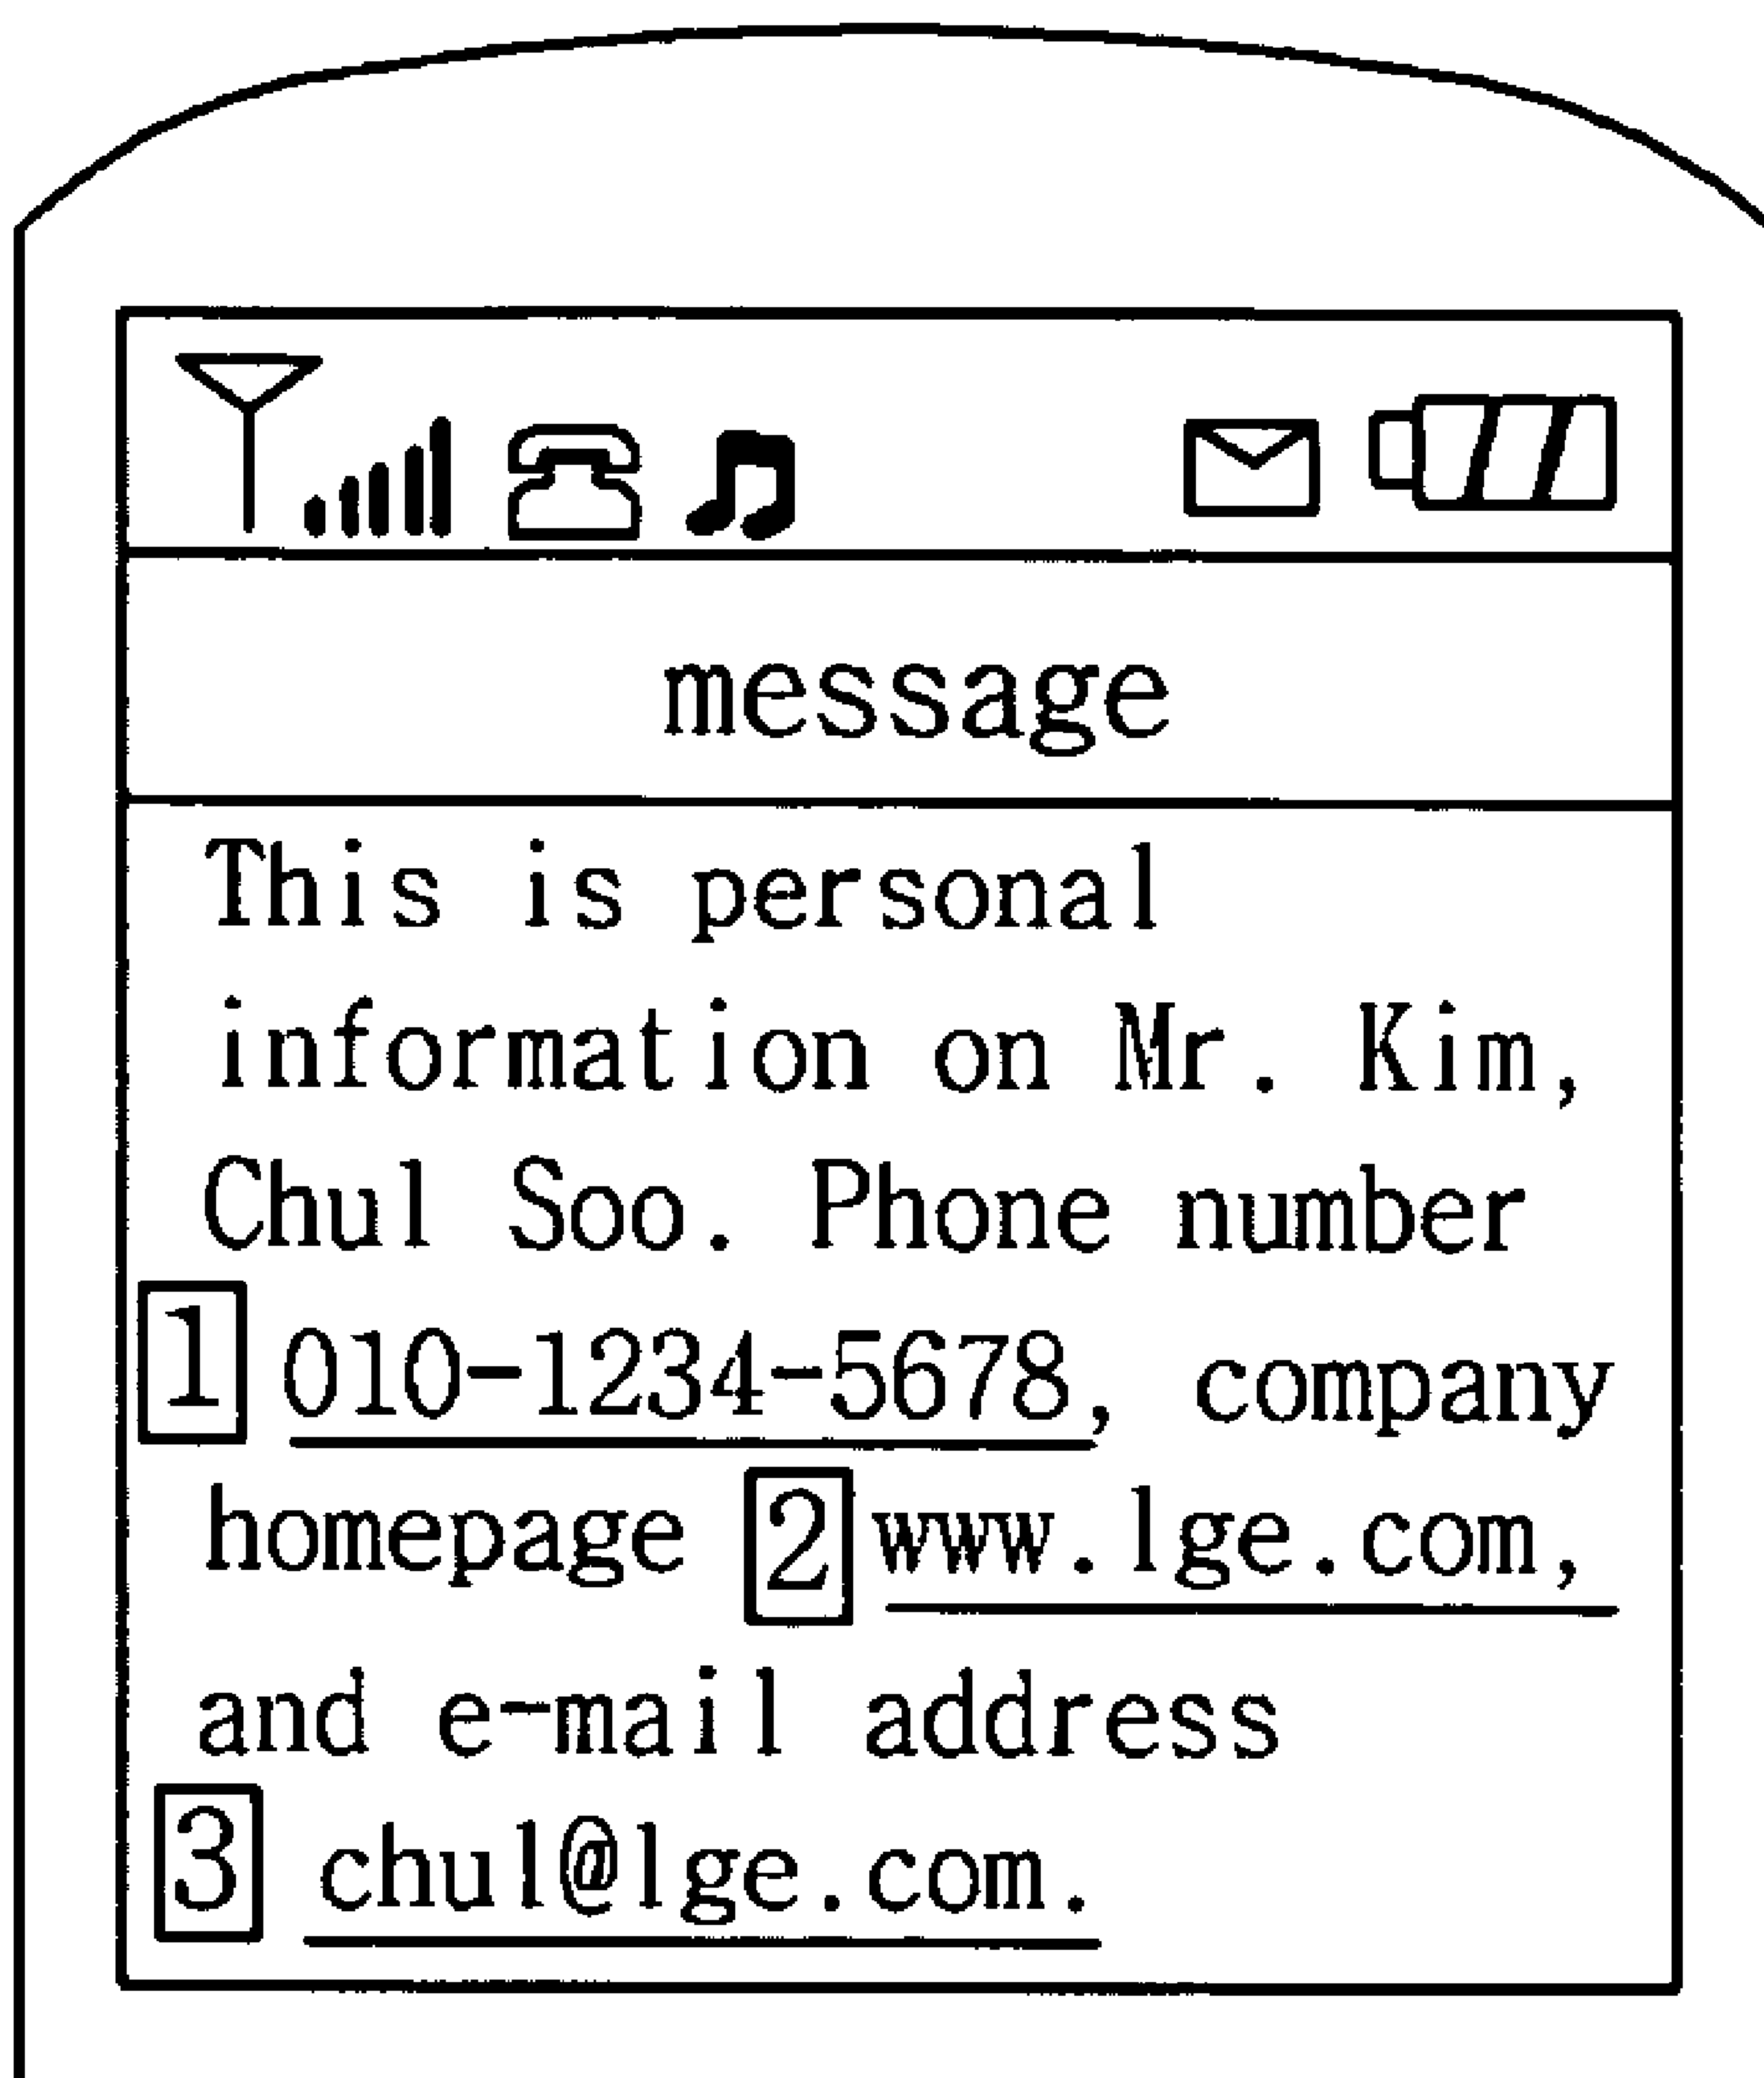 message
This is personal
information on Mr. Kim,
Chul Soo. Phone number
1 010-1234-5678, company
homepage 2 www.lge.com,
and e-mail address
3 chul@lge.com.